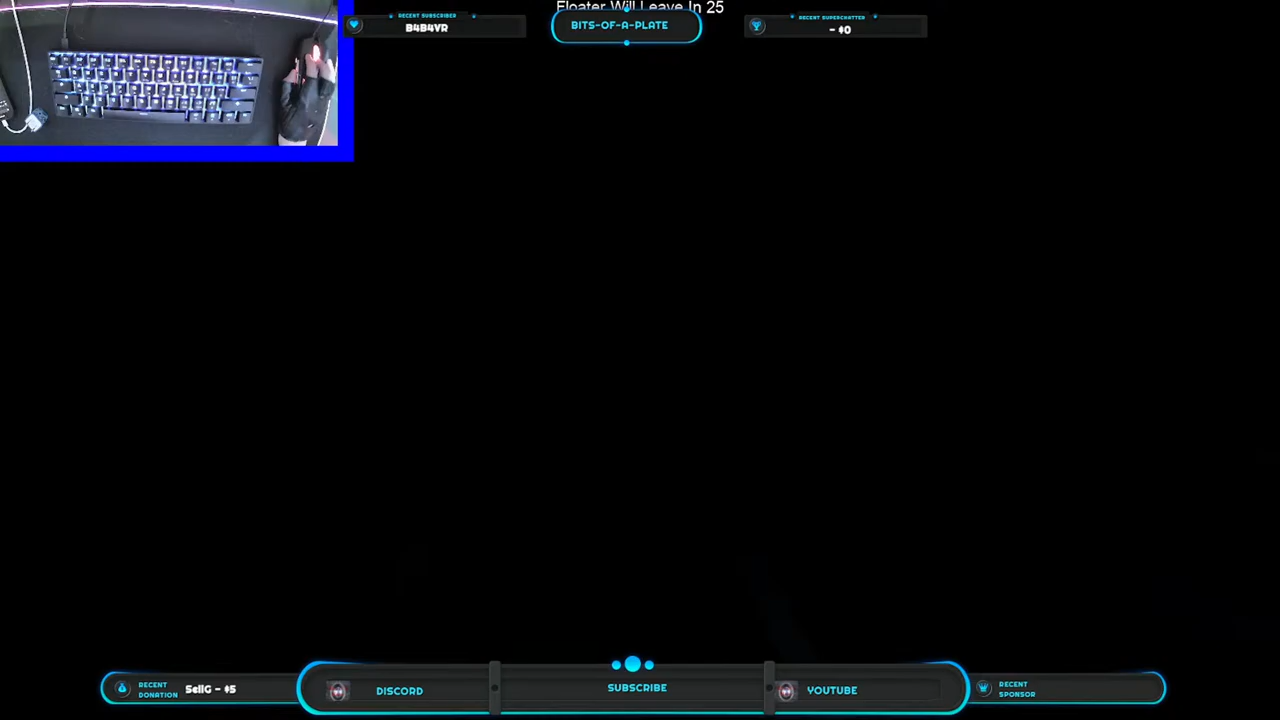 Floater Will Leave In 25
RECENT SUBSCRIBER
B4B4VR
BITS-OF-A-PLATE
RECENT SUPERCHATTER
- $0
RECENT
DONATION
SellG - $5
DISCORD
SUBSCRIBE
YOUTUBE
RECENT
SPONSOR